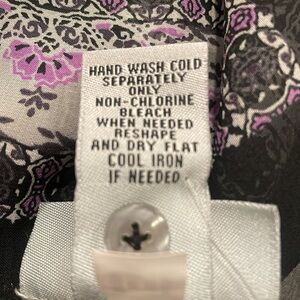 HAND WASH COLD
SEPARATELY
ONLY
NON-CHLORINE
BLEACH
WHEN NEEDED
RESHAPE
AND DRY FLAT
COOL IRON
IF NEEDED